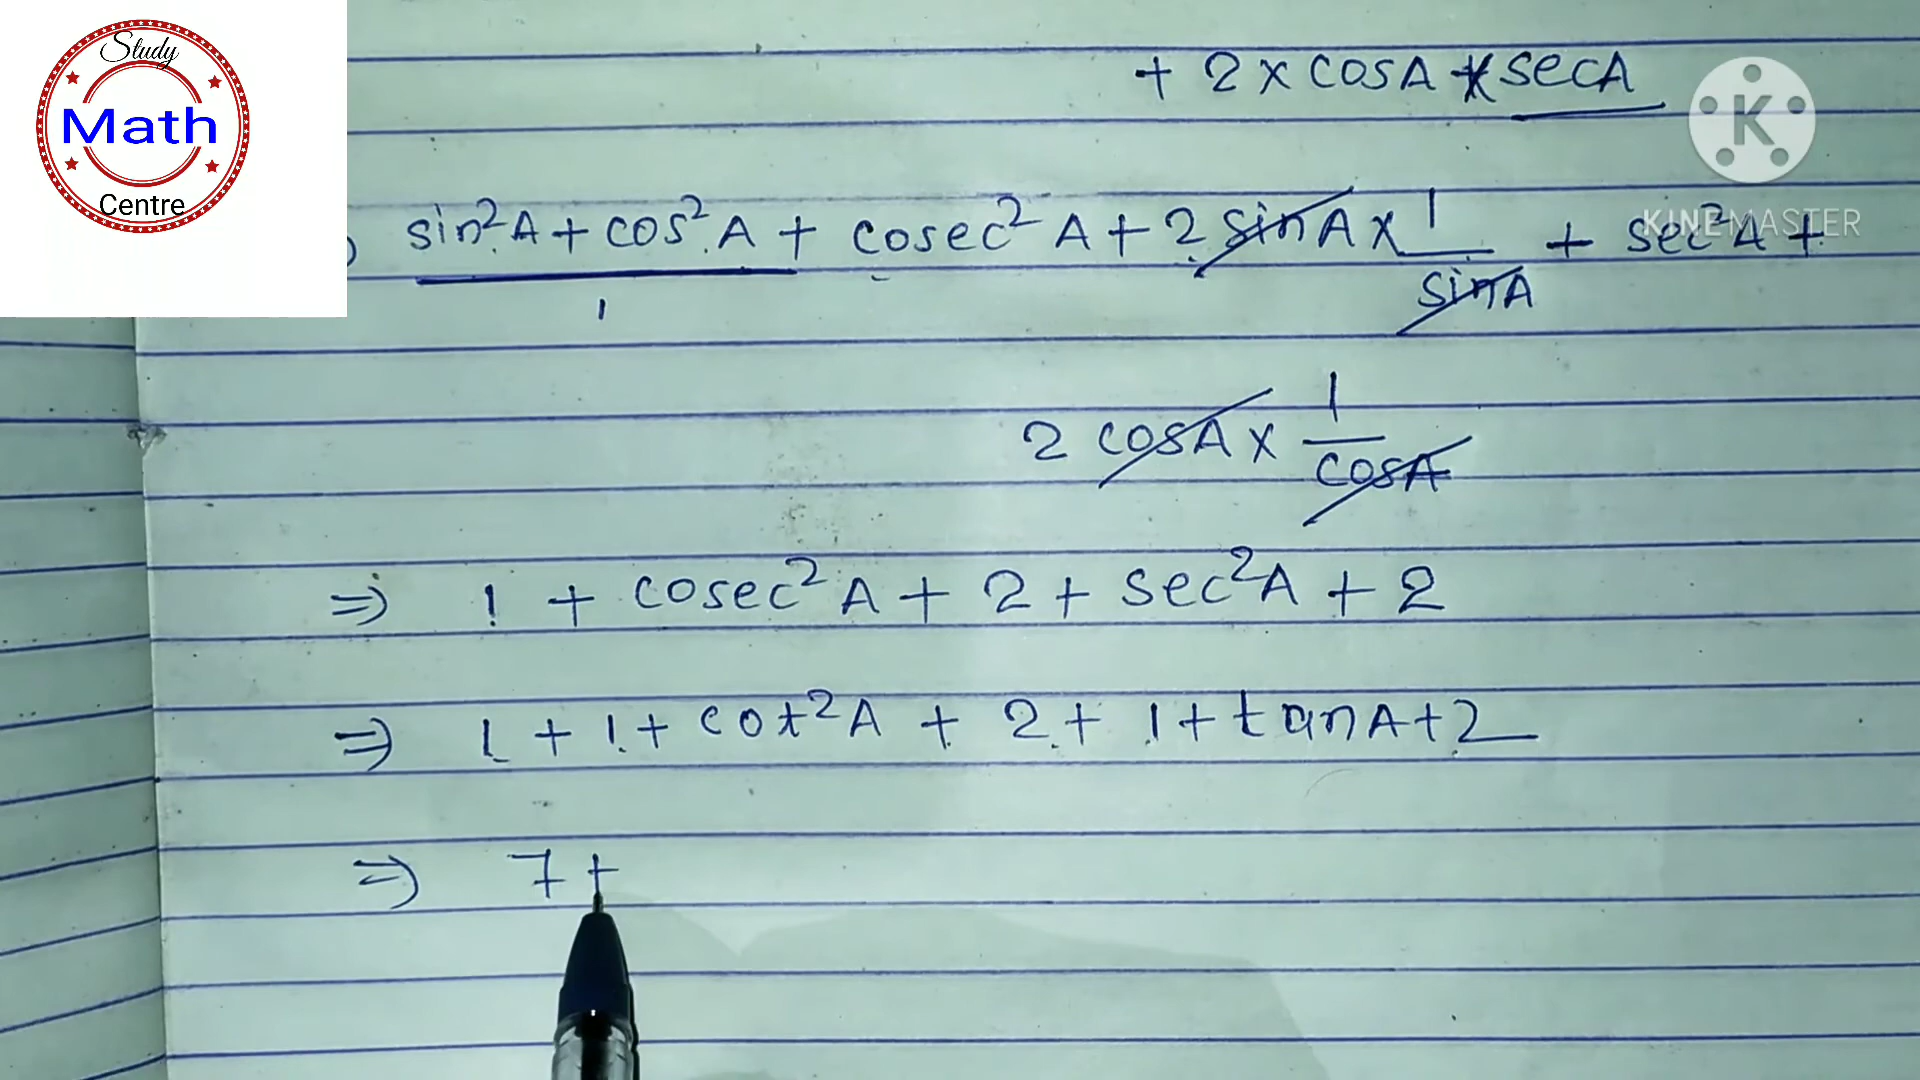 Study
Math
Centre
+ 2 × cosA × secA
K
KINEMASTER
sin²A + cos²A + cosec²A + 2 sinA × 1/sinA + sec²A +
1
2 cosA × 1/cosA
⇒ 1 + cosec²A + 2 + sec²A + 2
⇒ 1 + 1 + cot²A + 2 + 1 + tanA + 2
⇒ 7 +